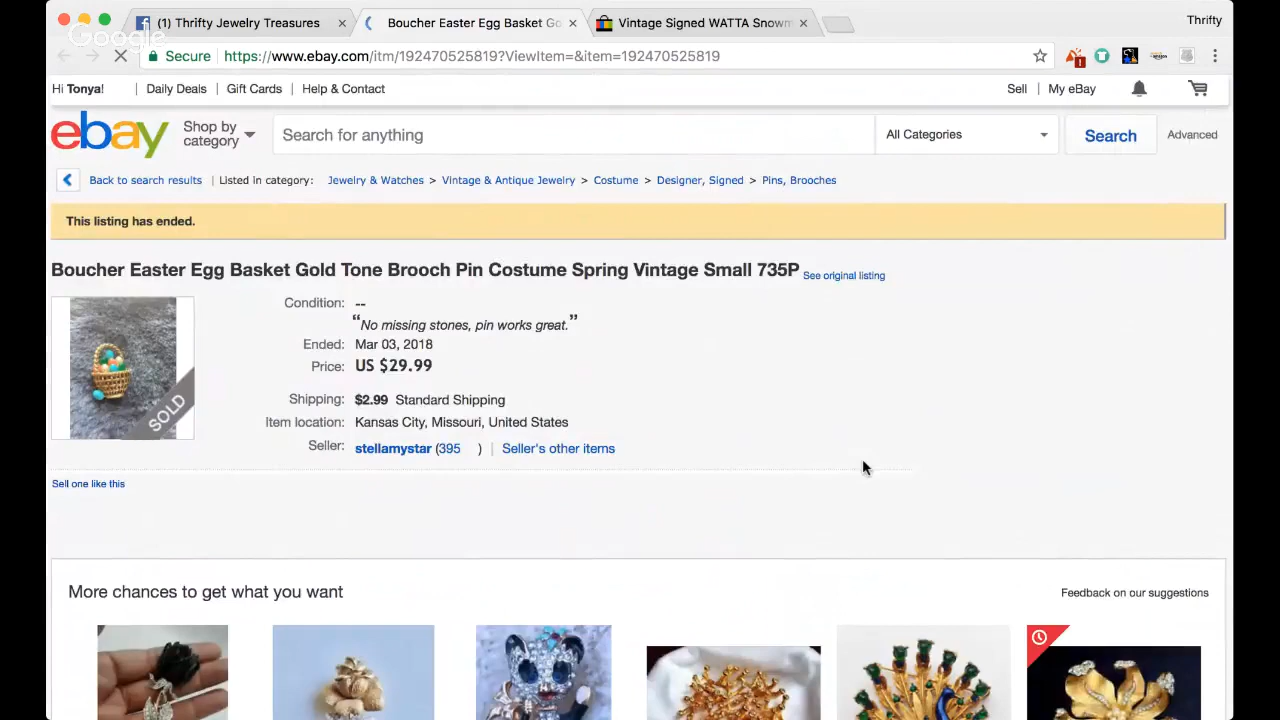 (1) Thrifty Jewelry Treasures
Boucher Easter Egg Basket Go
Vintage Signed WATTA Snowm
Thrifty
Google
Secure
https://www.ebay.com/itm/192470525819?ViewItem=&item=192470525819
Hi Tonya!
Daily Deals
Gift Cards
Help & Contact
Sell
My eBay
ebay
Shop by
category
Search for anything
All Categories
Search
Advanced
Back to search results
Listed in category:
Jewelry & Watches > Vintage & Antique Jewelry > Costume > Designer, Signed > Pins, Brooches
This listing has ended.
Boucher Easter Egg Basket Gold Tone Brooch Pin Costume Spring Vintage Small 735P See original listing
SOLD
Condition: --
“No missing stones, pin works great.”
Ended: Mar 03, 2018
Price: US $29.99
Shipping: $2.99 Standard Shipping
Item location: Kansas City, Missouri, United States
Seller: stellamystar (395 ) | Seller's other items
Sell one like this
More chances to get what you want
Feedback on our suggestions